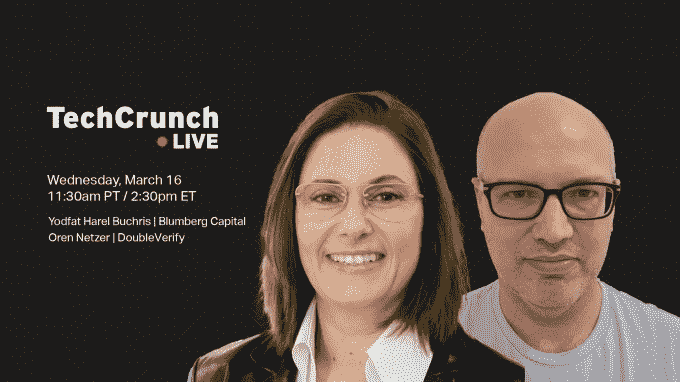 TechCrunch
LIVE
Wednesday, March 16
11:30am PT / 2:30pm ET
Yodfat Harel Buchris | Blumberg Capital
Oren Netzer | DoubleVerify